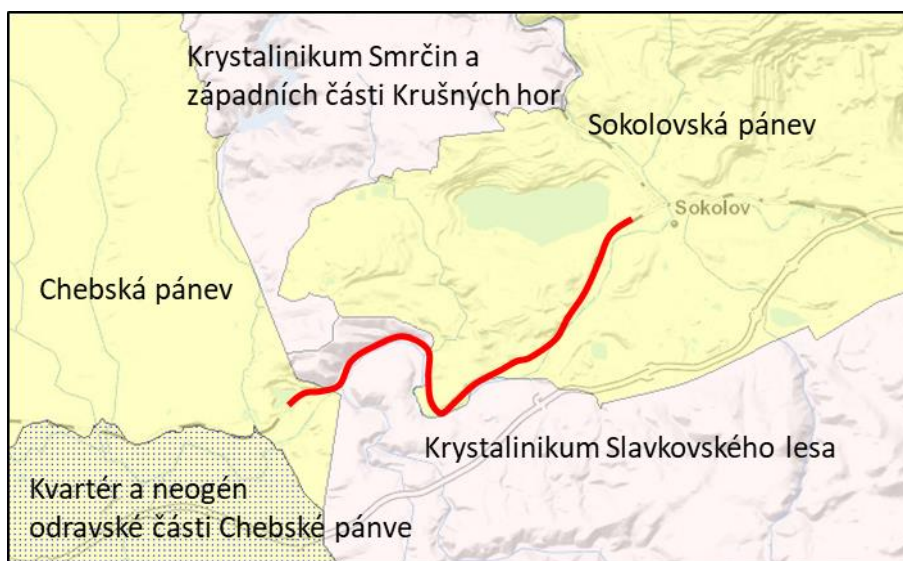 Krystalinikum Smrčin a
západních části Krušných hor
Sokolovská pánev
Sokolov
Chebská pánev
Krystalinikum Slavkovského lesa
Kvartér a neogén
odravské části Chebské pánve